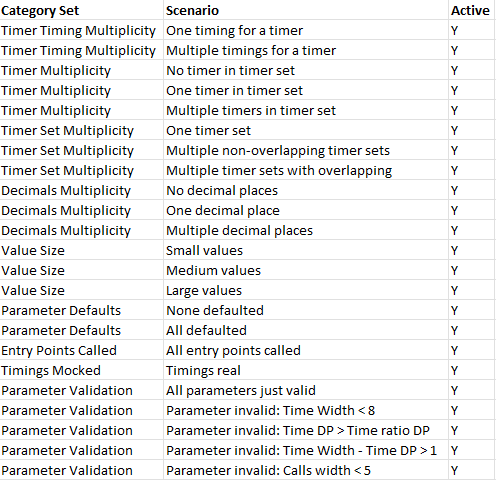 Category Set Scenario Active
Timer Timing Multiplicity One timing for a timer Y
Timer Timing Multiplicity Multiple timings for a timer Y
Timer Multiplicity No timer in timer set Y
Timer Multiplicity One timer in timer set Y
Timer Multiplicity Multiple timers in timer set Y
Timer Set Multiplicity One timer set Y
Timer Set Multiplicity Multiple non-overlapping timer sets Y
Timer Set Multiplicity Multiple timer sets with overlapping Y
Decimals Multiplicity No decimal places Y
Decimals Multiplicity One decimal place Y
Decimals Multiplicity Multiple decimal places Y
Value Size Small values Y
Value Size Medium values Y
Value Size Large values Y
Parameter Defaults None defaulted Y
Parameter Defaults All defaulted Y
Entry Points Called All entry points called Y
Timings Mocked Timings real Y
Parameter Validation All parameters just valid Y
Parameter Validation Parameter invalid: Time Width < 8 Y
Parameter Validation Parameter invalid: Time DP > Time ratio DP Y
Parameter Validation Parameter invalid: Time Width - Time DP > 1 Y
Parameter Validation Parameter invalid: Calls width < 5 Y